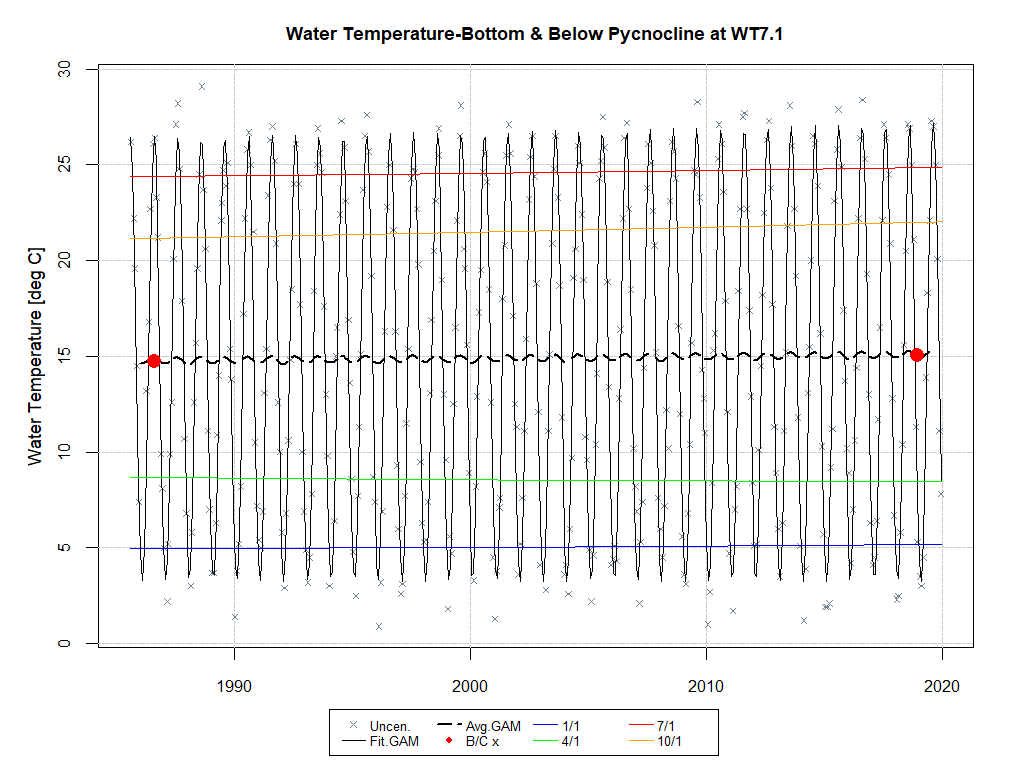 Water Temperature-Bottom & Below Pycnocline at WT7.1
Water Temperature [deg C]
30
25
20
15
10
5
0
1990 2000 2010 2020
Uncen. Avg.GAM 1/1 7/1
Fit.GAM B/C x 4/1 10/1